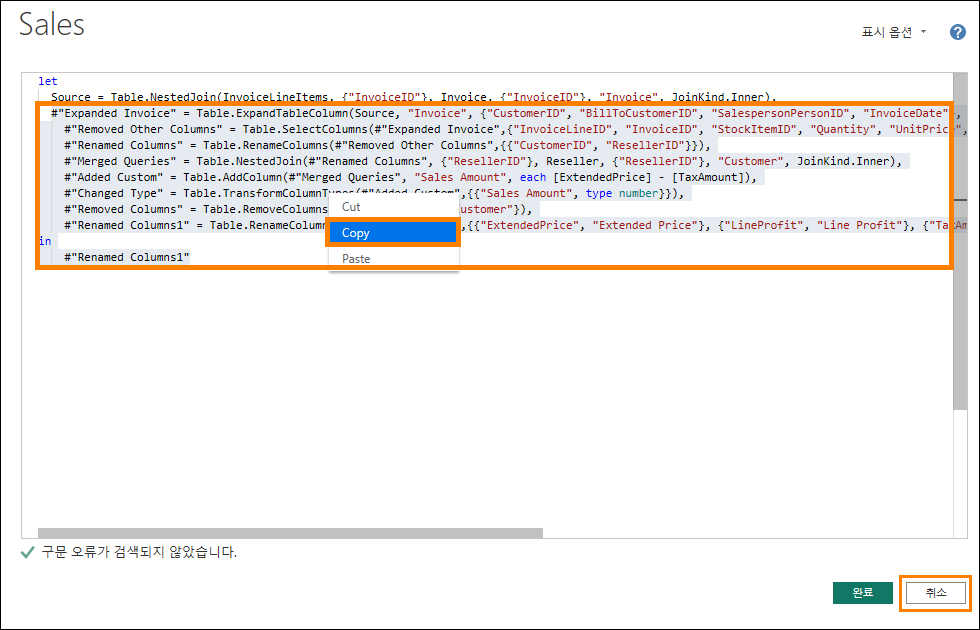 Sales
표시 옵션
?
let
Source = Table.NestedJoin(InvoiceLineItems, {"InvoiceID"}, Invoice, {"InvoiceID"}, "Invoice", JoinKind.Inner),
#"Expanded Invoice" = Table.ExpandTableColumn(Source, "Invoice", {"CustomerID", "BillToCustomerID", "SalespersonPersonID", "InvoiceDate",
#"Removed Other Columns" = Table.SelectColumns(#"Expanded Invoice",{"InvoiceLineID", "InvoiceID", "StockItemID", "Quantity", "UnitPrice",
#"Renamed Columns" = Table.RenameColumns(#"Removed Other Columns",{{"CustomerID", "ResellerID"}}),
#"Merged Queries" = Table.NestedJoin(#"Renamed Columns", {"ResellerID"}, Reseller, {"ResellerID"}, "Customer", JoinKind.Inner),
#"Added Custom" = Table.AddColumn(#"Merged Queries", "Sales Amount", each [ExtendedPrice] - [TaxAmount]),
#"Changed Type" = Table.TransformColumnTypes(#"Added Custom",{{"Sales Amount", type number}}),
#"Removed Columns" = Table.RemoveColumns ustomer"}),
#"Renamed Columns1" = Table.RenameColumn ,{{"ExtendedPrice", "Extended Price"}, {"LineProfit", "Line Profit"}, {"TaxAm
in
#"Renamed Columns1"
Cut
Copy
Paste
구문 오류가 검색되지 않았습니다.
완료
취소